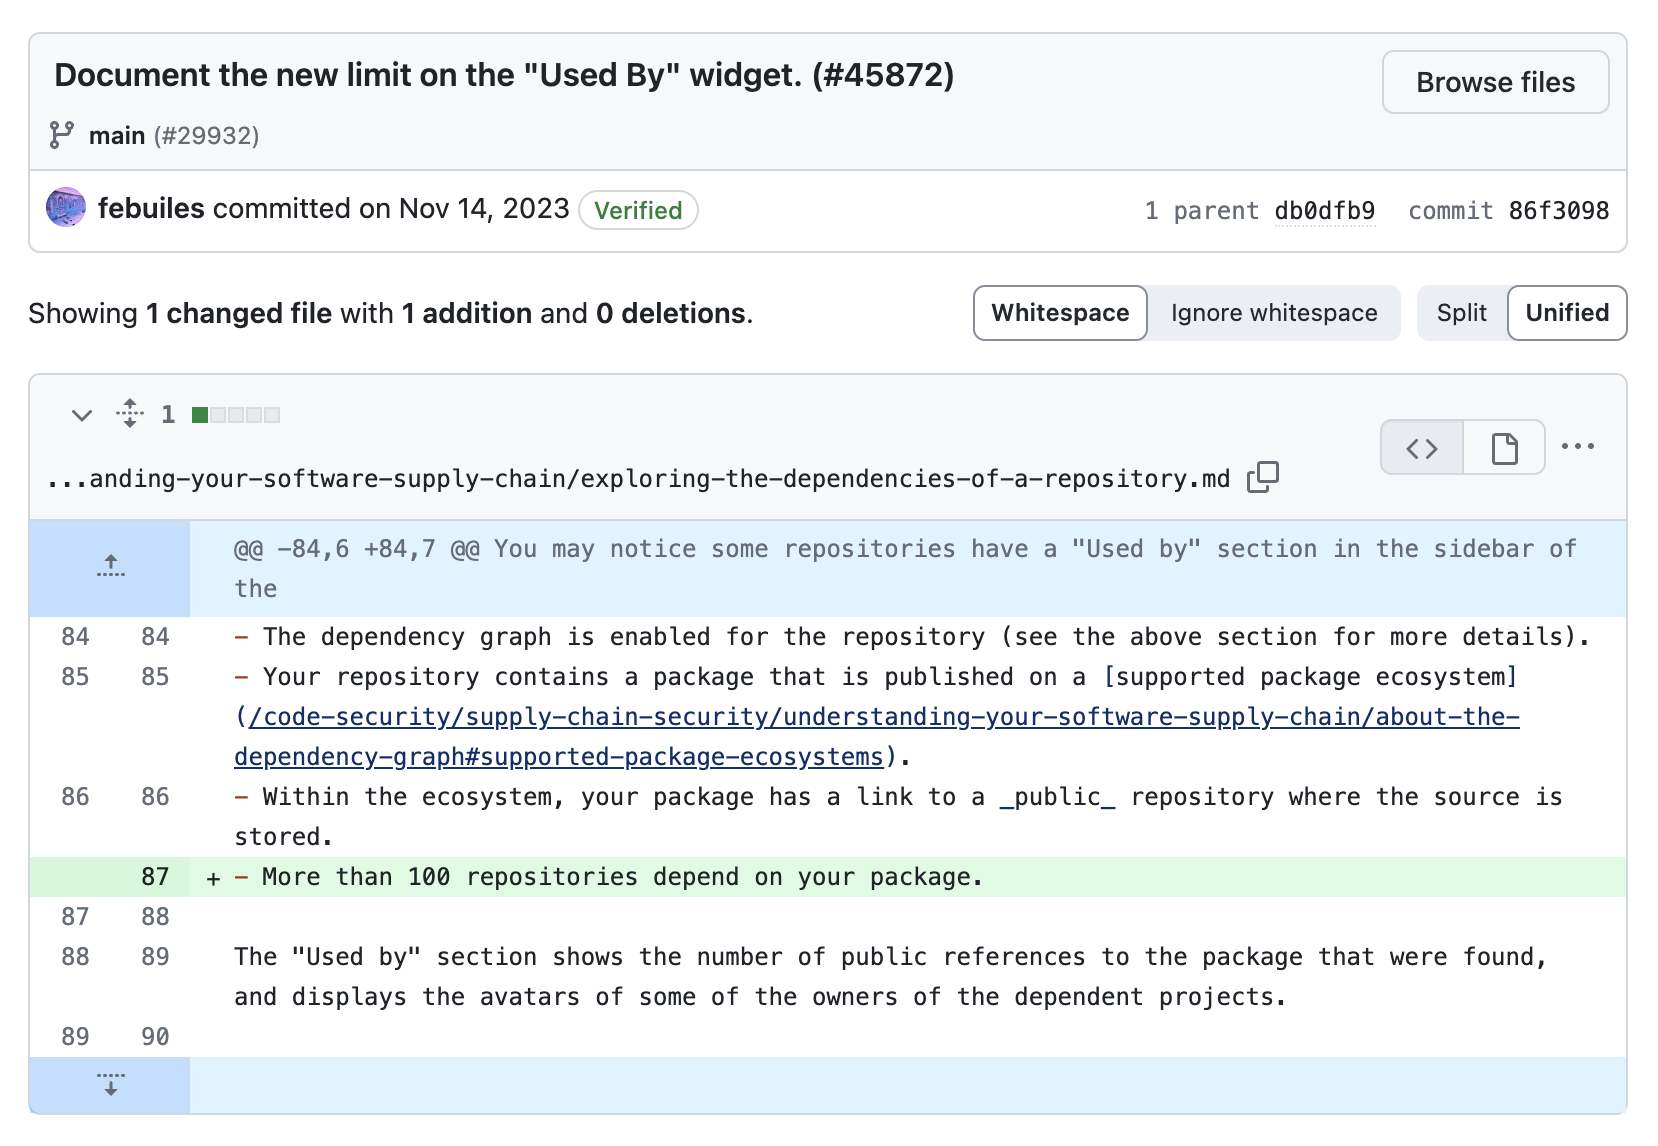 Document the new limit on the "Used By" widget. (#45872)
Browse files
main (#29932)
febuiles committed on Nov 14, 2023 Verified
1 parent db0dfb9 commit 86f3098
Showing 1 changed file with 1 addition and 0 deletions.
Whitespace Ignore whitespace Split Unified
1
...anding-your-software-supply-chain/exploring-the-dependencies-of-a-repository.md
@@ -84,6 +84,7 @@ You may notice some repositories have a "Used by" section in the sidebar of
the
84 84 - The dependency graph is enabled for the repository (see the above section for more details).
85 85 - Your repository contains a package that is published on a [supported package ecosystem]
(/code-security/supply-chain-security/understanding-your-software-supply-chain/about-the-
dependency-graph#supported-package-ecosystems).
86 86 - Within the ecosystem, your package has a link to a _public_ repository where the source is
stored.
87 + - More than 100 repositories depend on your package.
87 88
88 89 The "Used by" section shows the number of public references to the package that were found,
and displays the avatars of some of the owners of the dependent projects.
89 90